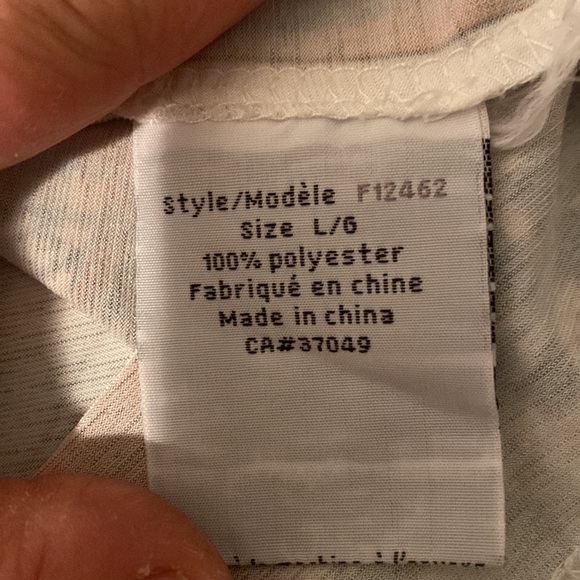 Style/Modèle F12462
Size L/G
100% polyester
Fabriqué en chine
Made in china
CA#37049
à l'